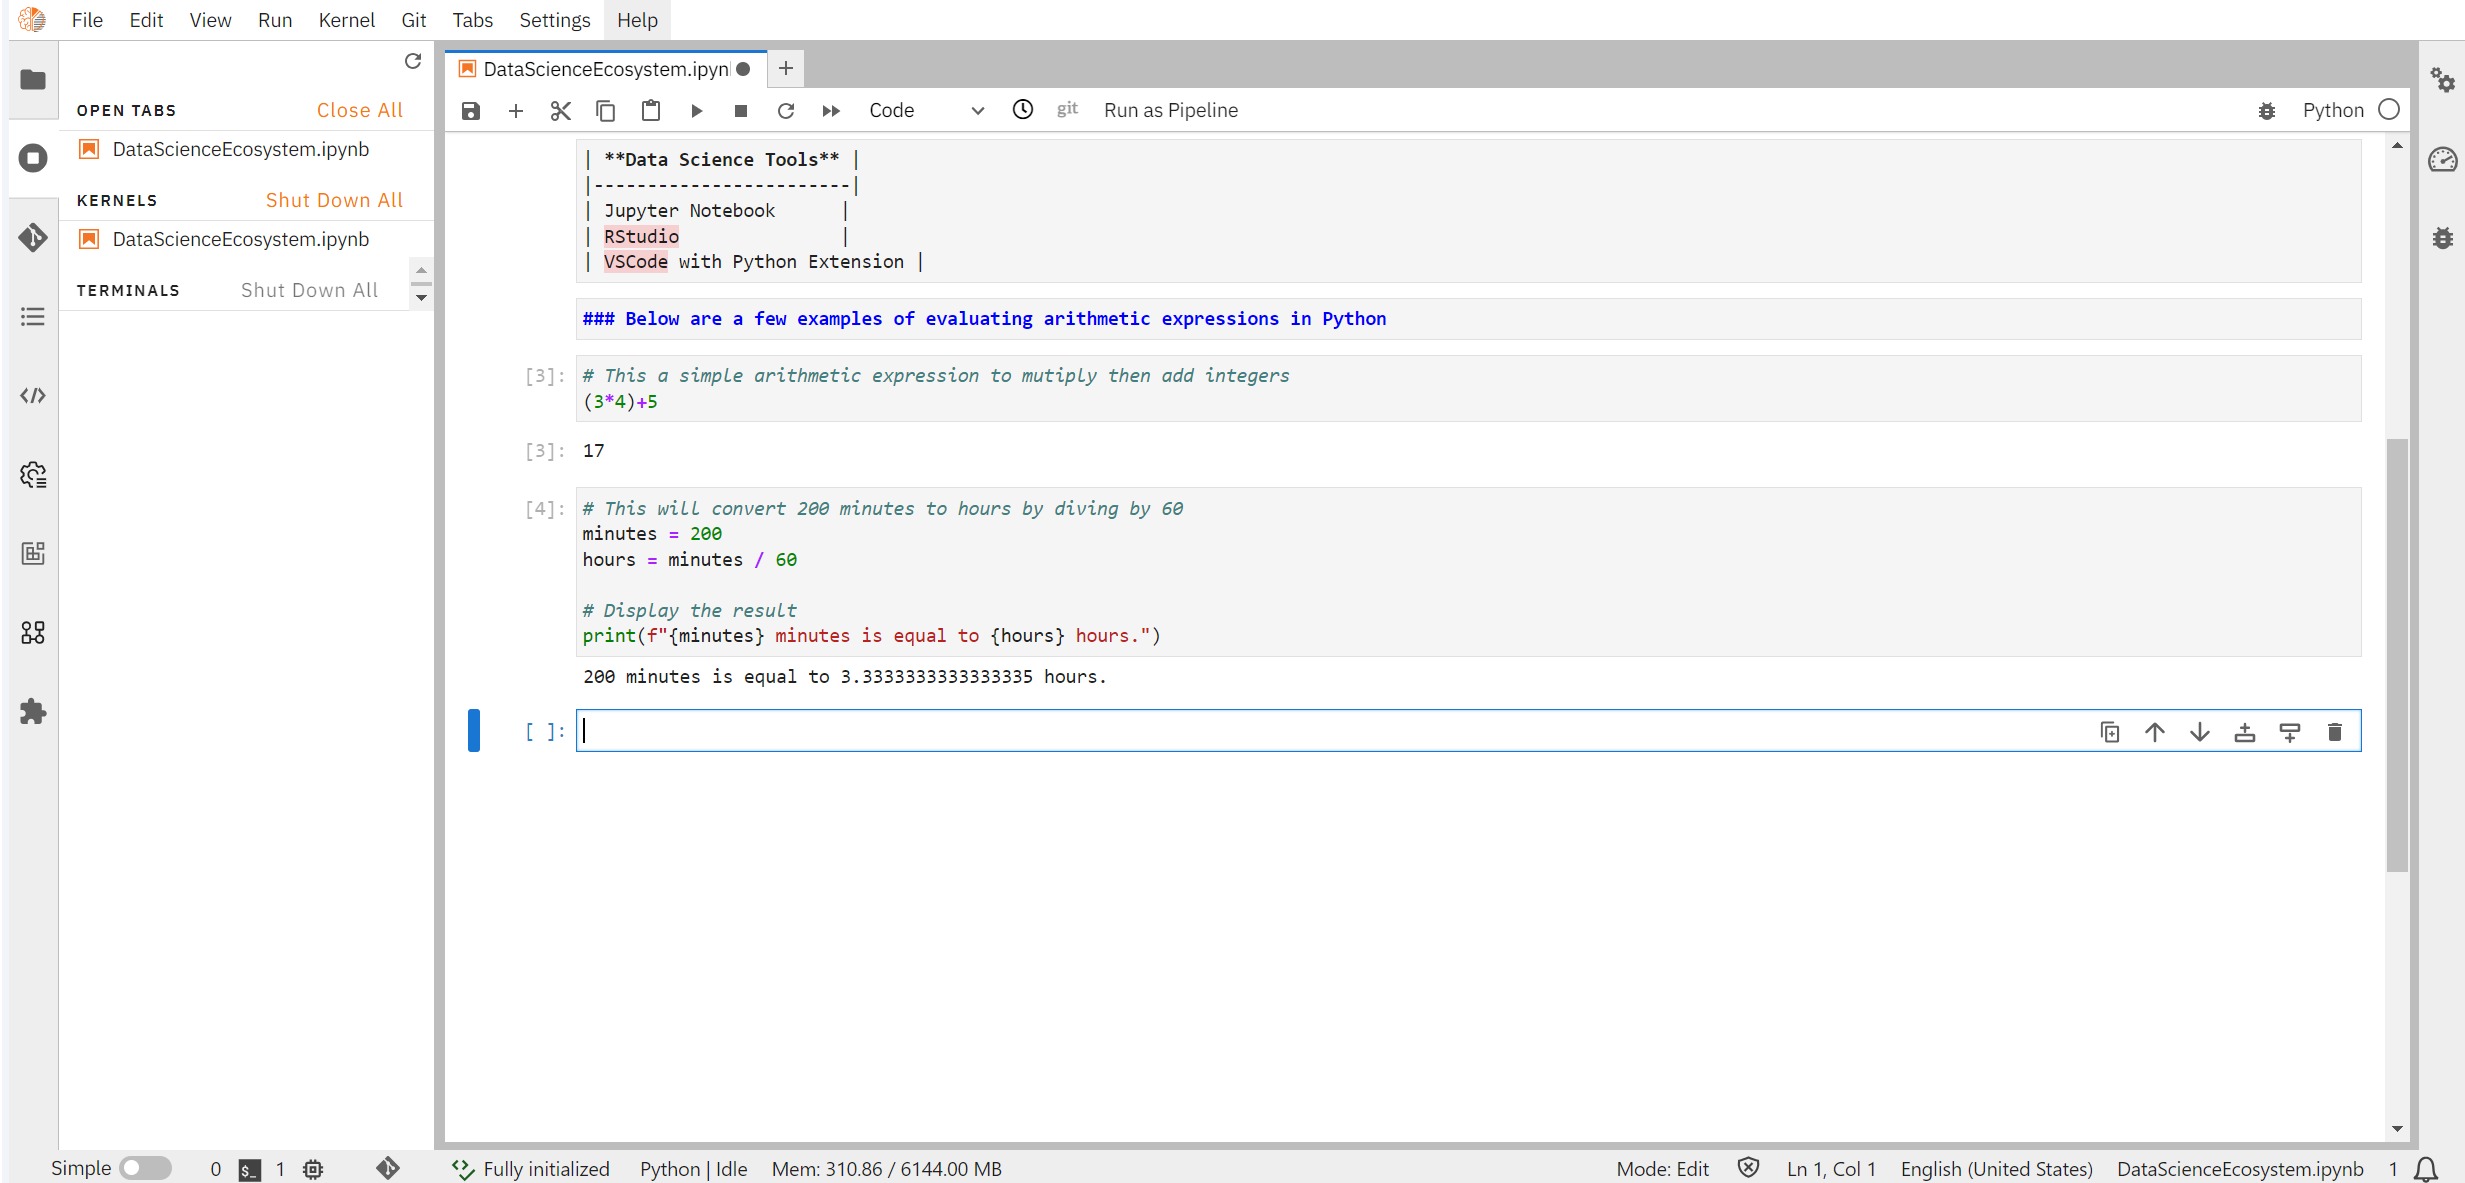 File Edit View Run Kernel Git Tabs Settings Help
OPEN TABS Close All
DataScienceEcosystem.ipynb
KERNELS Shut Down All
DataScienceEcosystem.ipynb
TERMINALS Shut Down All
DataScienceEcosystem.ipyn
Code git Run as Pipeline Python
| **Data Science Tools** |
|------------------------|
| Jupyter Notebook |
| RStudio |
| VSCode with Python Extension |
### Below are a few examples of evaluating arithmetic expressions in Python
[3]: # This a simple arithmetic expression to mutiply then add integers
(3*4)+5
[3]: 17
[4]: # This will convert 200 minutes to hours by diving by 60
minutes = 200
hours = minutes / 60
# Display the result
print(f"{minutes} minutes is equal to {hours} hours.")
200 minutes is equal to 3.3333333333333335 hours.
[ ]:
Simple 0 $_ 1 Fully initialized Python | Idle Mem: 310.86 / 6144.00 MB Mode: Edit Ln 1, Col 1 English (United States) DataScienceEcosystem.ipynb 1